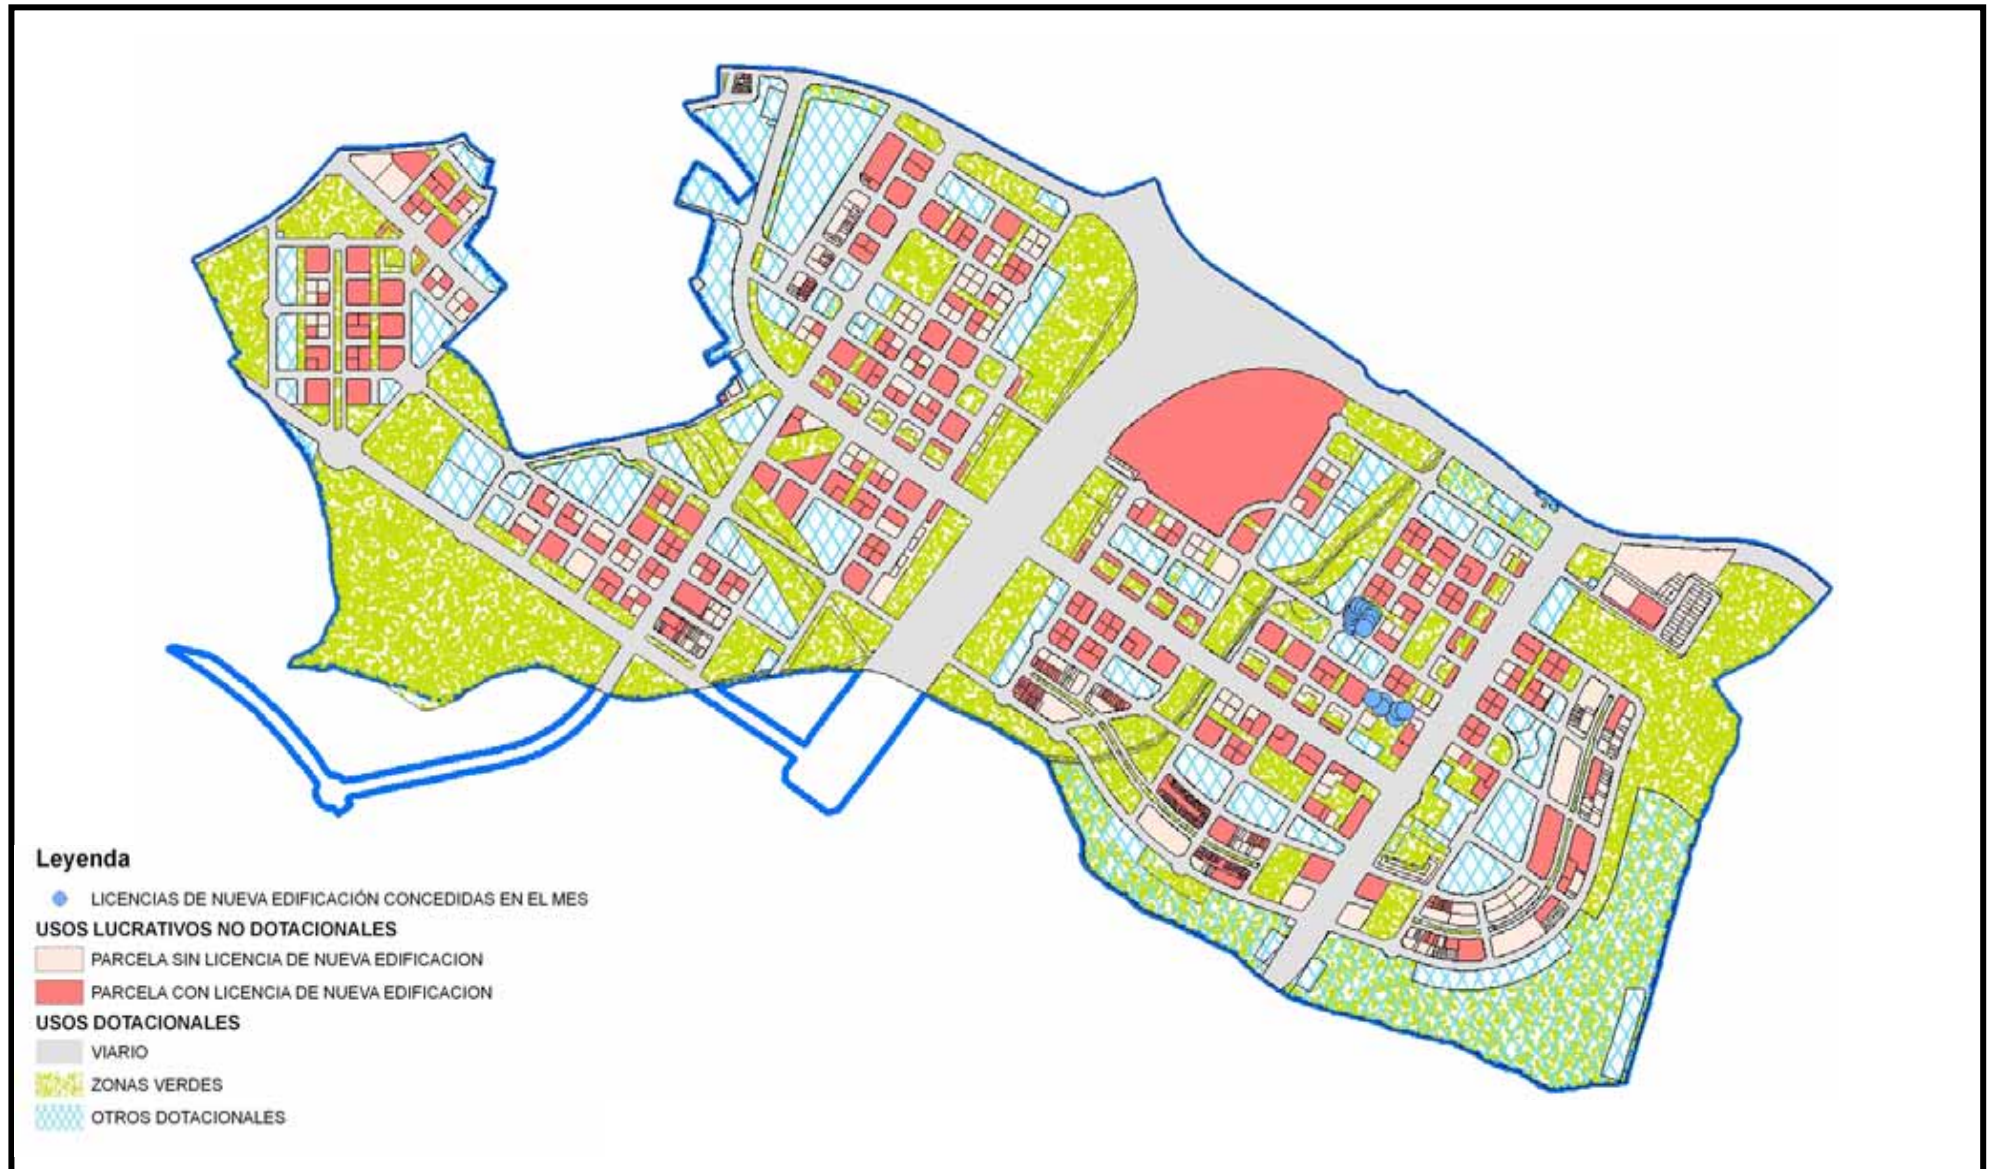 Leyenda
LICENCIAS DE NUEVA EDIFICACIÓN CONCEDIDAS EN EL MES
USOS LUCRATIVOS NO DOTACIONALES
PARCELA SIN LICENCIA DE NUEVA EDIFICACION
PARCELA CON LICENCIA DE NUEVA EDIFICACION
USOS DOTACIONALES
VIARIO
ZONAS VERDES
OTROS DOTACIONALES